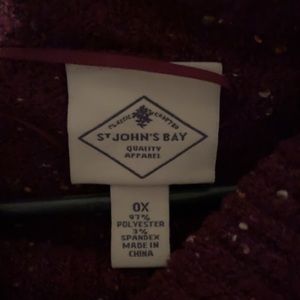 CLASSIC CRAFTED
ST JOHN'S BAY
QUALITY
APPAREL
0X
97%
POLYESTER
3%
SPANDEX
MADE IN
CHINA